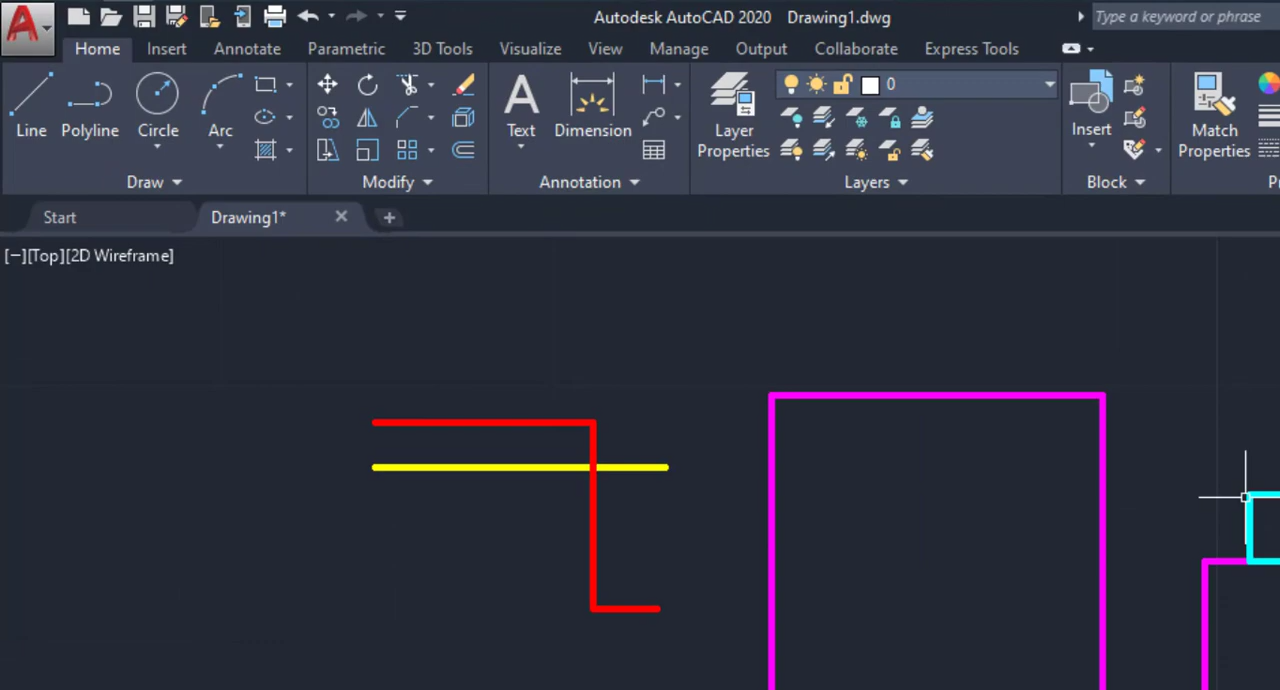 Autodesk AutoCAD 2020 Drawing1.dwg
Type a keyword or phrase
Home Insert Annotate Parametric 3D Tools Visualize View Manage Output Collaborate Express Tools
Line Polyline Circle Arc
Text Dimension
Layer Properties
0
Insert
Match Properties
Draw Modify Annotation Layers Block
Start Drawing1*
[−][Top][2D Wireframe]